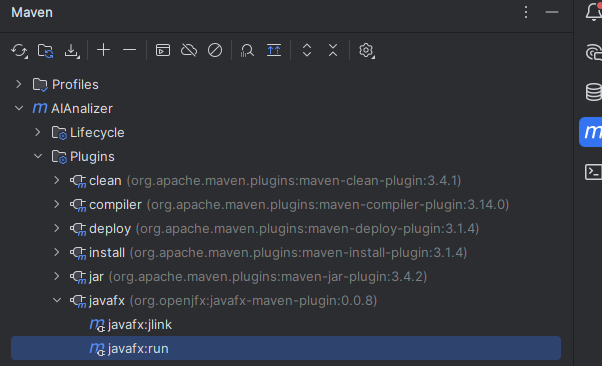 Maven
Profiles
AIAnalizer
Lifecycle
Plugins
clean (org.apache.maven.plugins:maven-clean-plugin:3.4.1)
compiler (org.apache.maven.plugins:maven-compiler-plugin:3.14.0)
deploy (org.apache.maven.plugins:maven-deploy-plugin:3.1.4)
install (org.apache.maven.plugins:maven-install-plugin:3.1.4)
jar (org.apache.maven.plugins:maven-jar-plugin:3.4.2)
javafx (org.openjfx:javafx-maven-plugin:0.0.8)
javafx:jlink
javafx:run